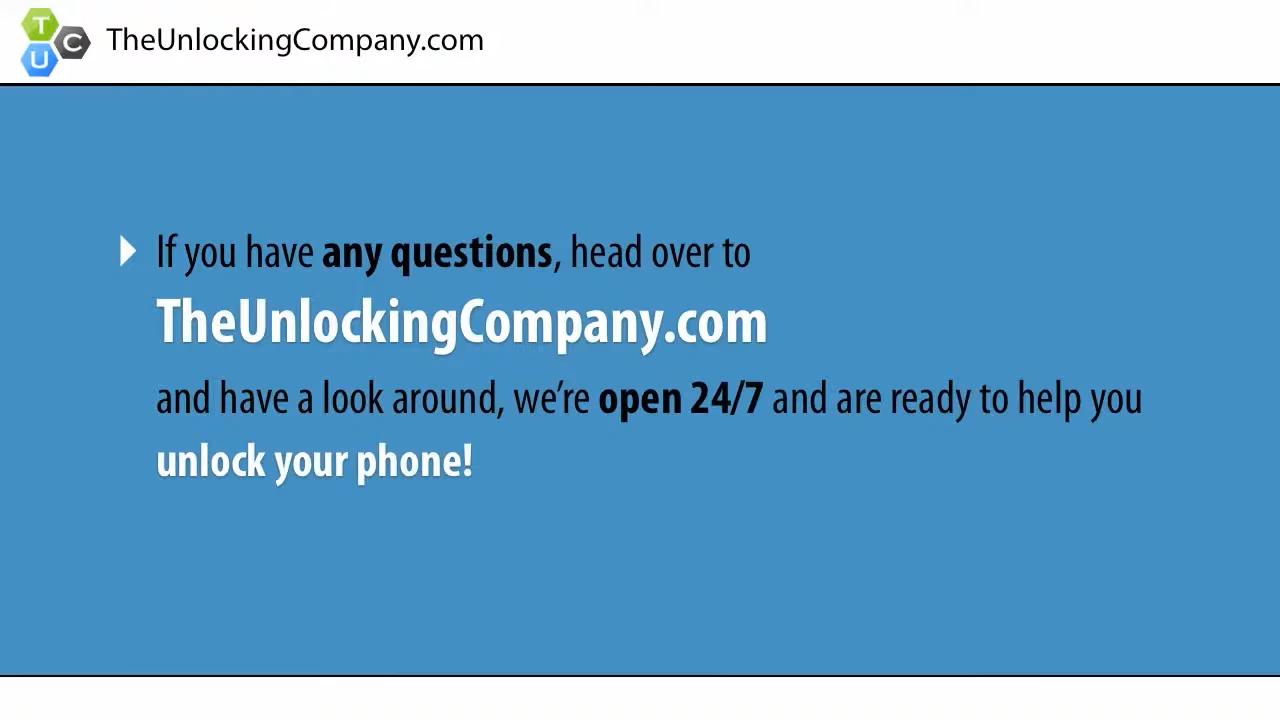 T
C
U
TheUnlockingCompany.com
If you have any questions, head over to
TheUnlockingCompany.com
and have a look around, we’re open 24/7 and are ready to help you
unlock your phone!